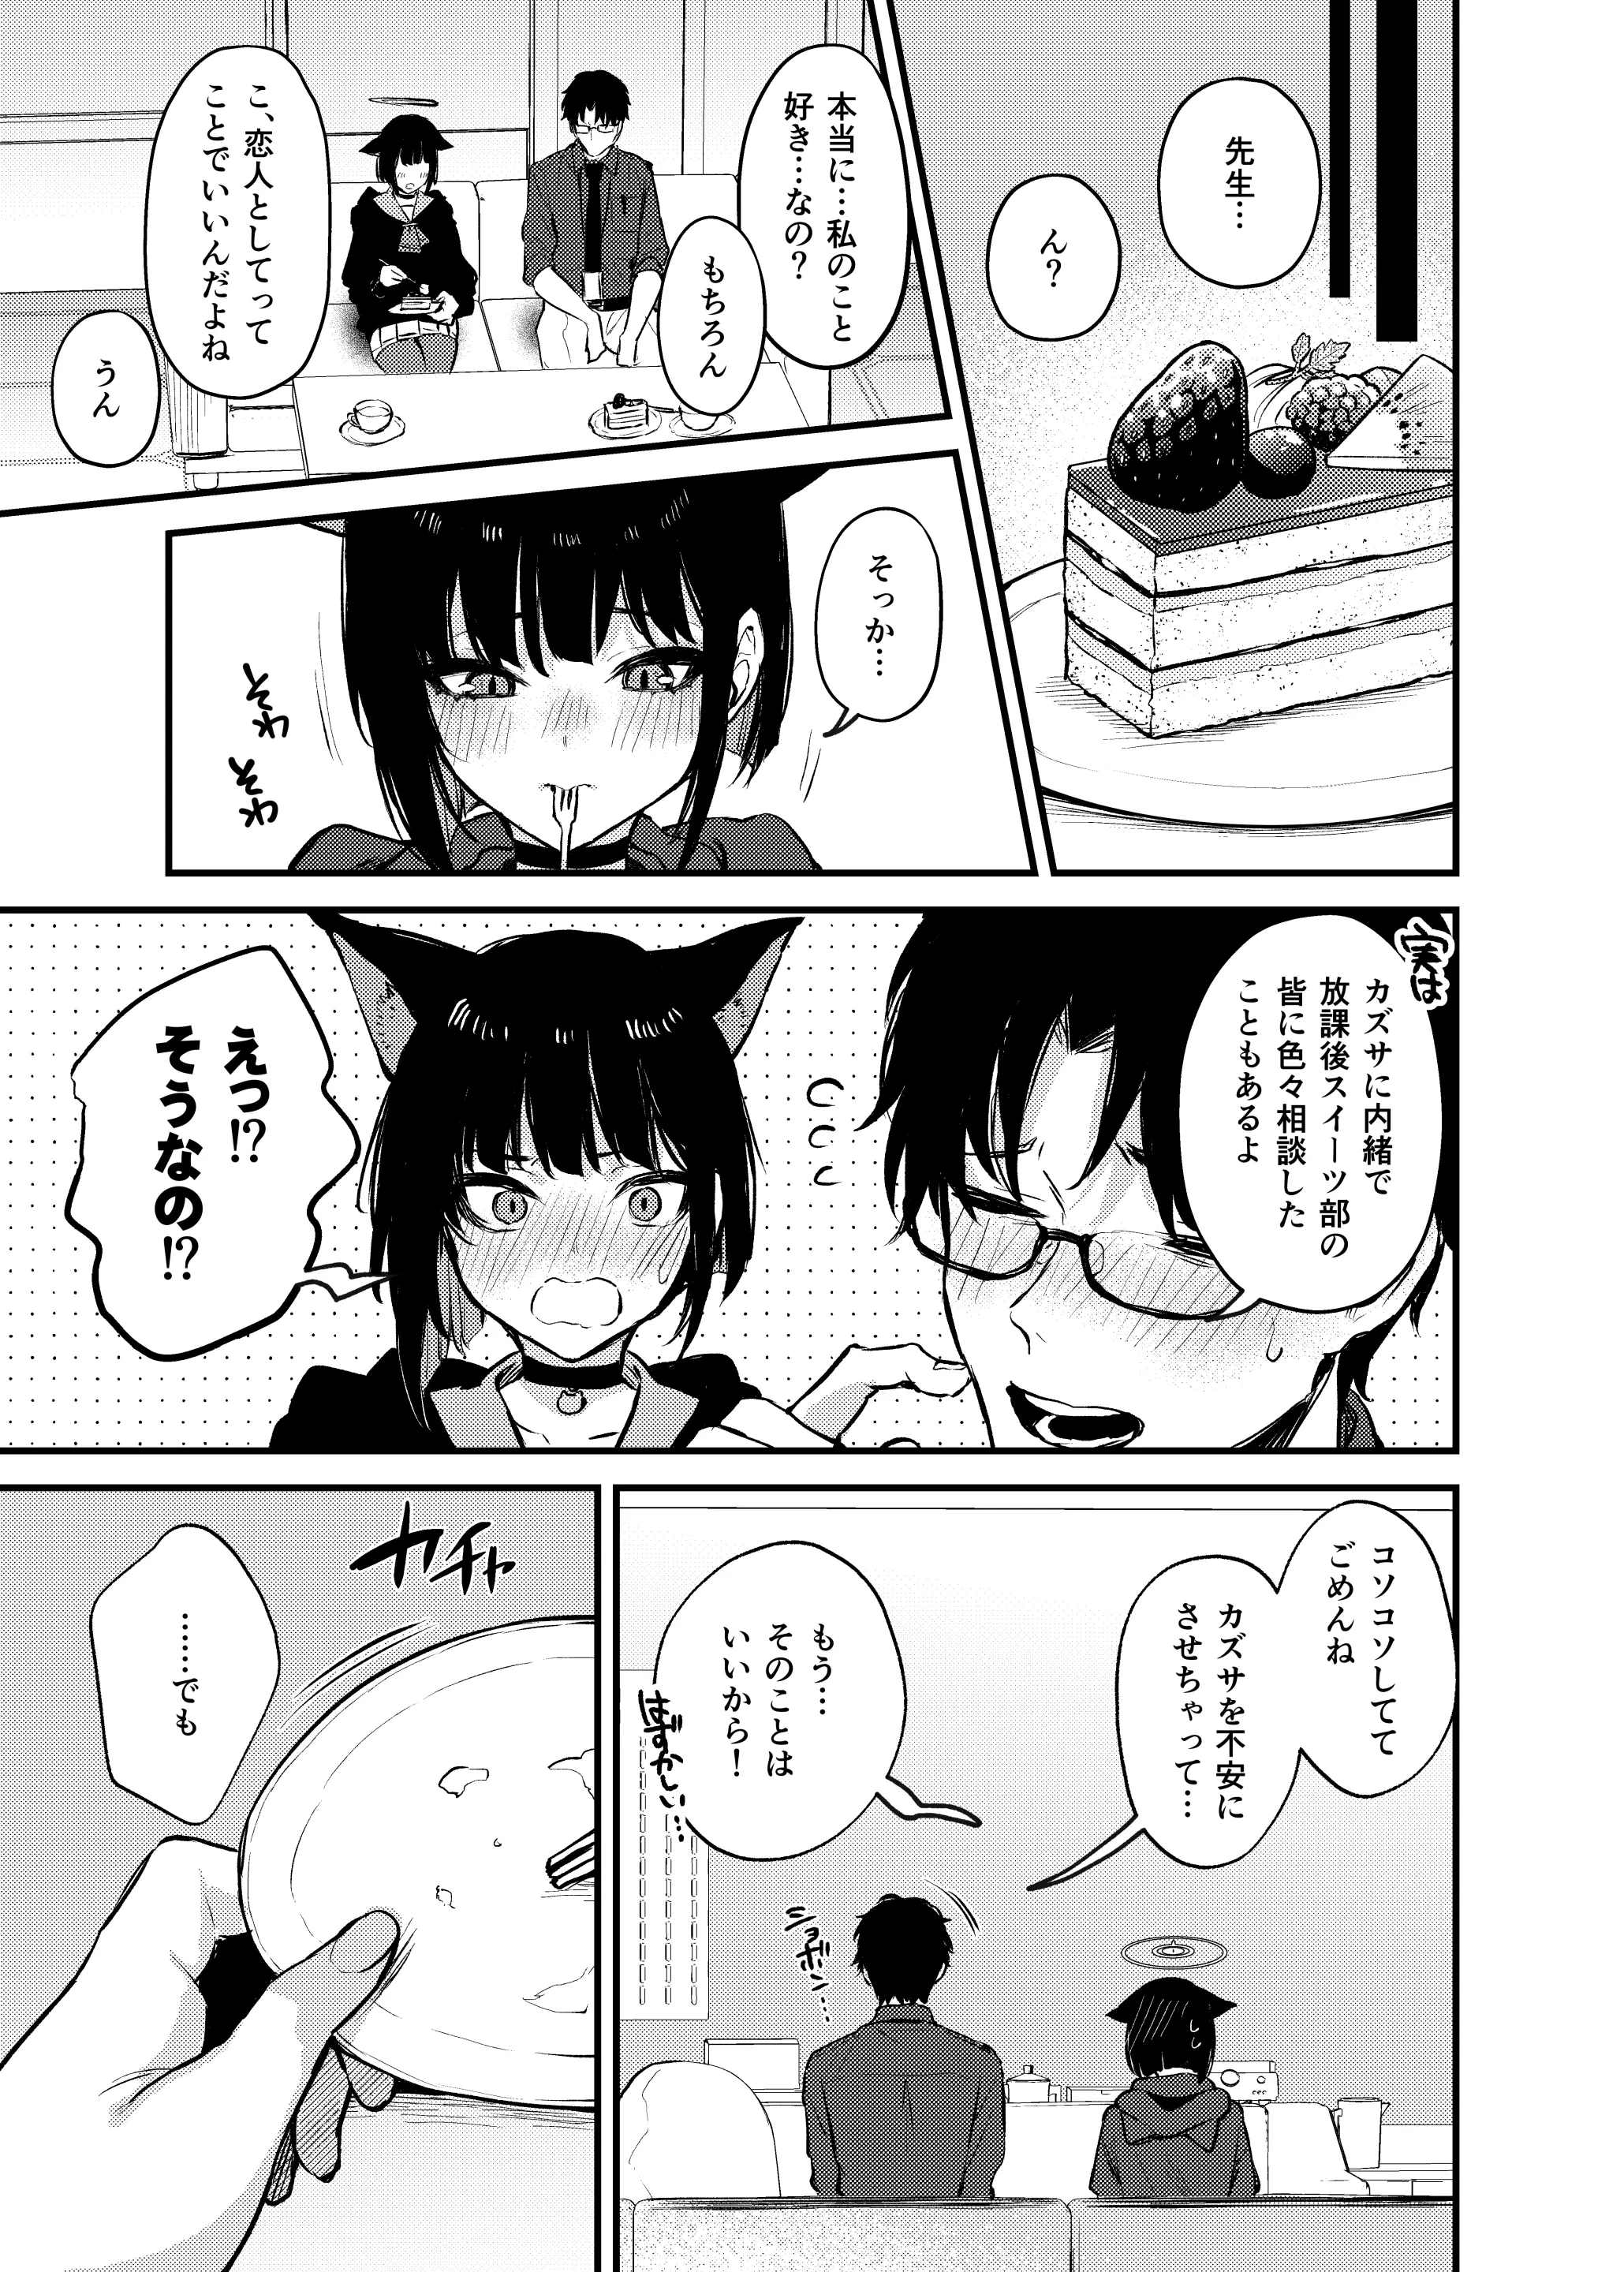 先生…
ん？
本当に…私のこと
好き…なの？
もちろん
こ、恋人としてって
ことでいいんだよね
うん
そっか…
そわ
そわ
実は
カズサに内緒で
放課後スイーツ部の
皆に色々相談した
こともあるよ
えっ!?
そうなの!?
コソコソしてて
ごめんね
カズサを不安に
させちゃって…
もう…
そのことは
いいから！
はずかしい…
ショボン…
カチャ
……でも